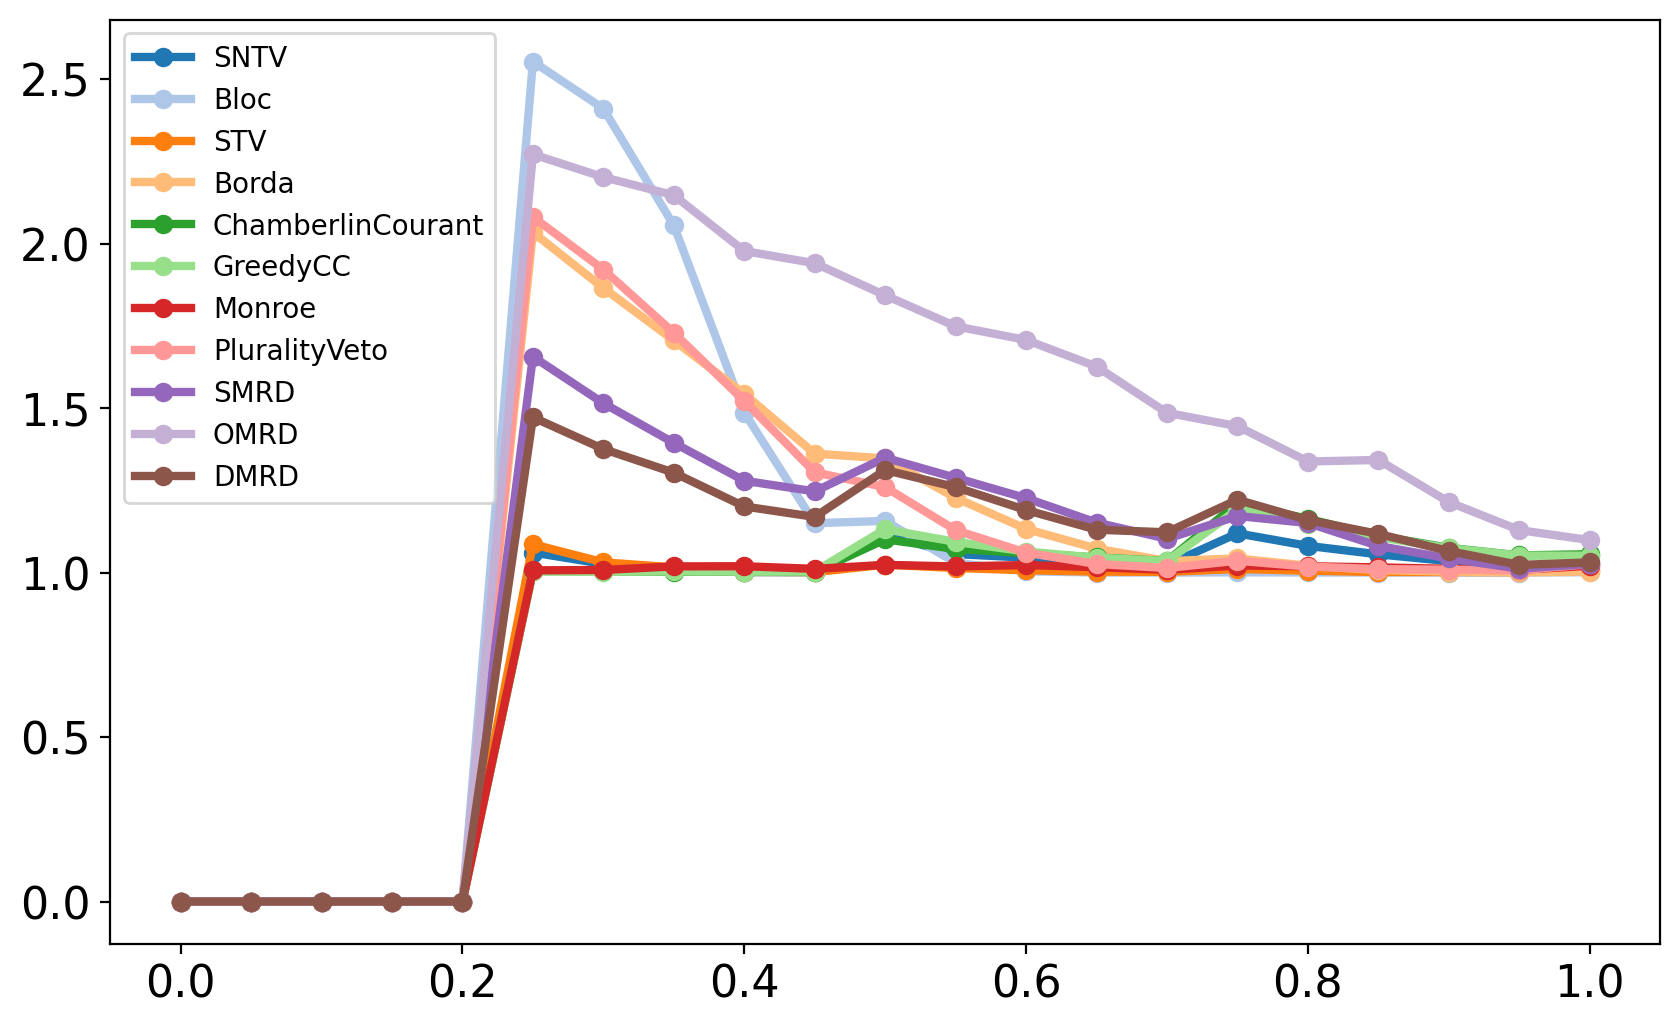 2.5
2.0
1.5
1.0
0.5
0.0
SNTV
Bloc
STV
Borda
ChamberlinCourant
GreedyCC
Monroe
PluralityVeto
SMRD
OMRD
DMRD
0.0 0.2 0.4 0.6 0.8 1.0